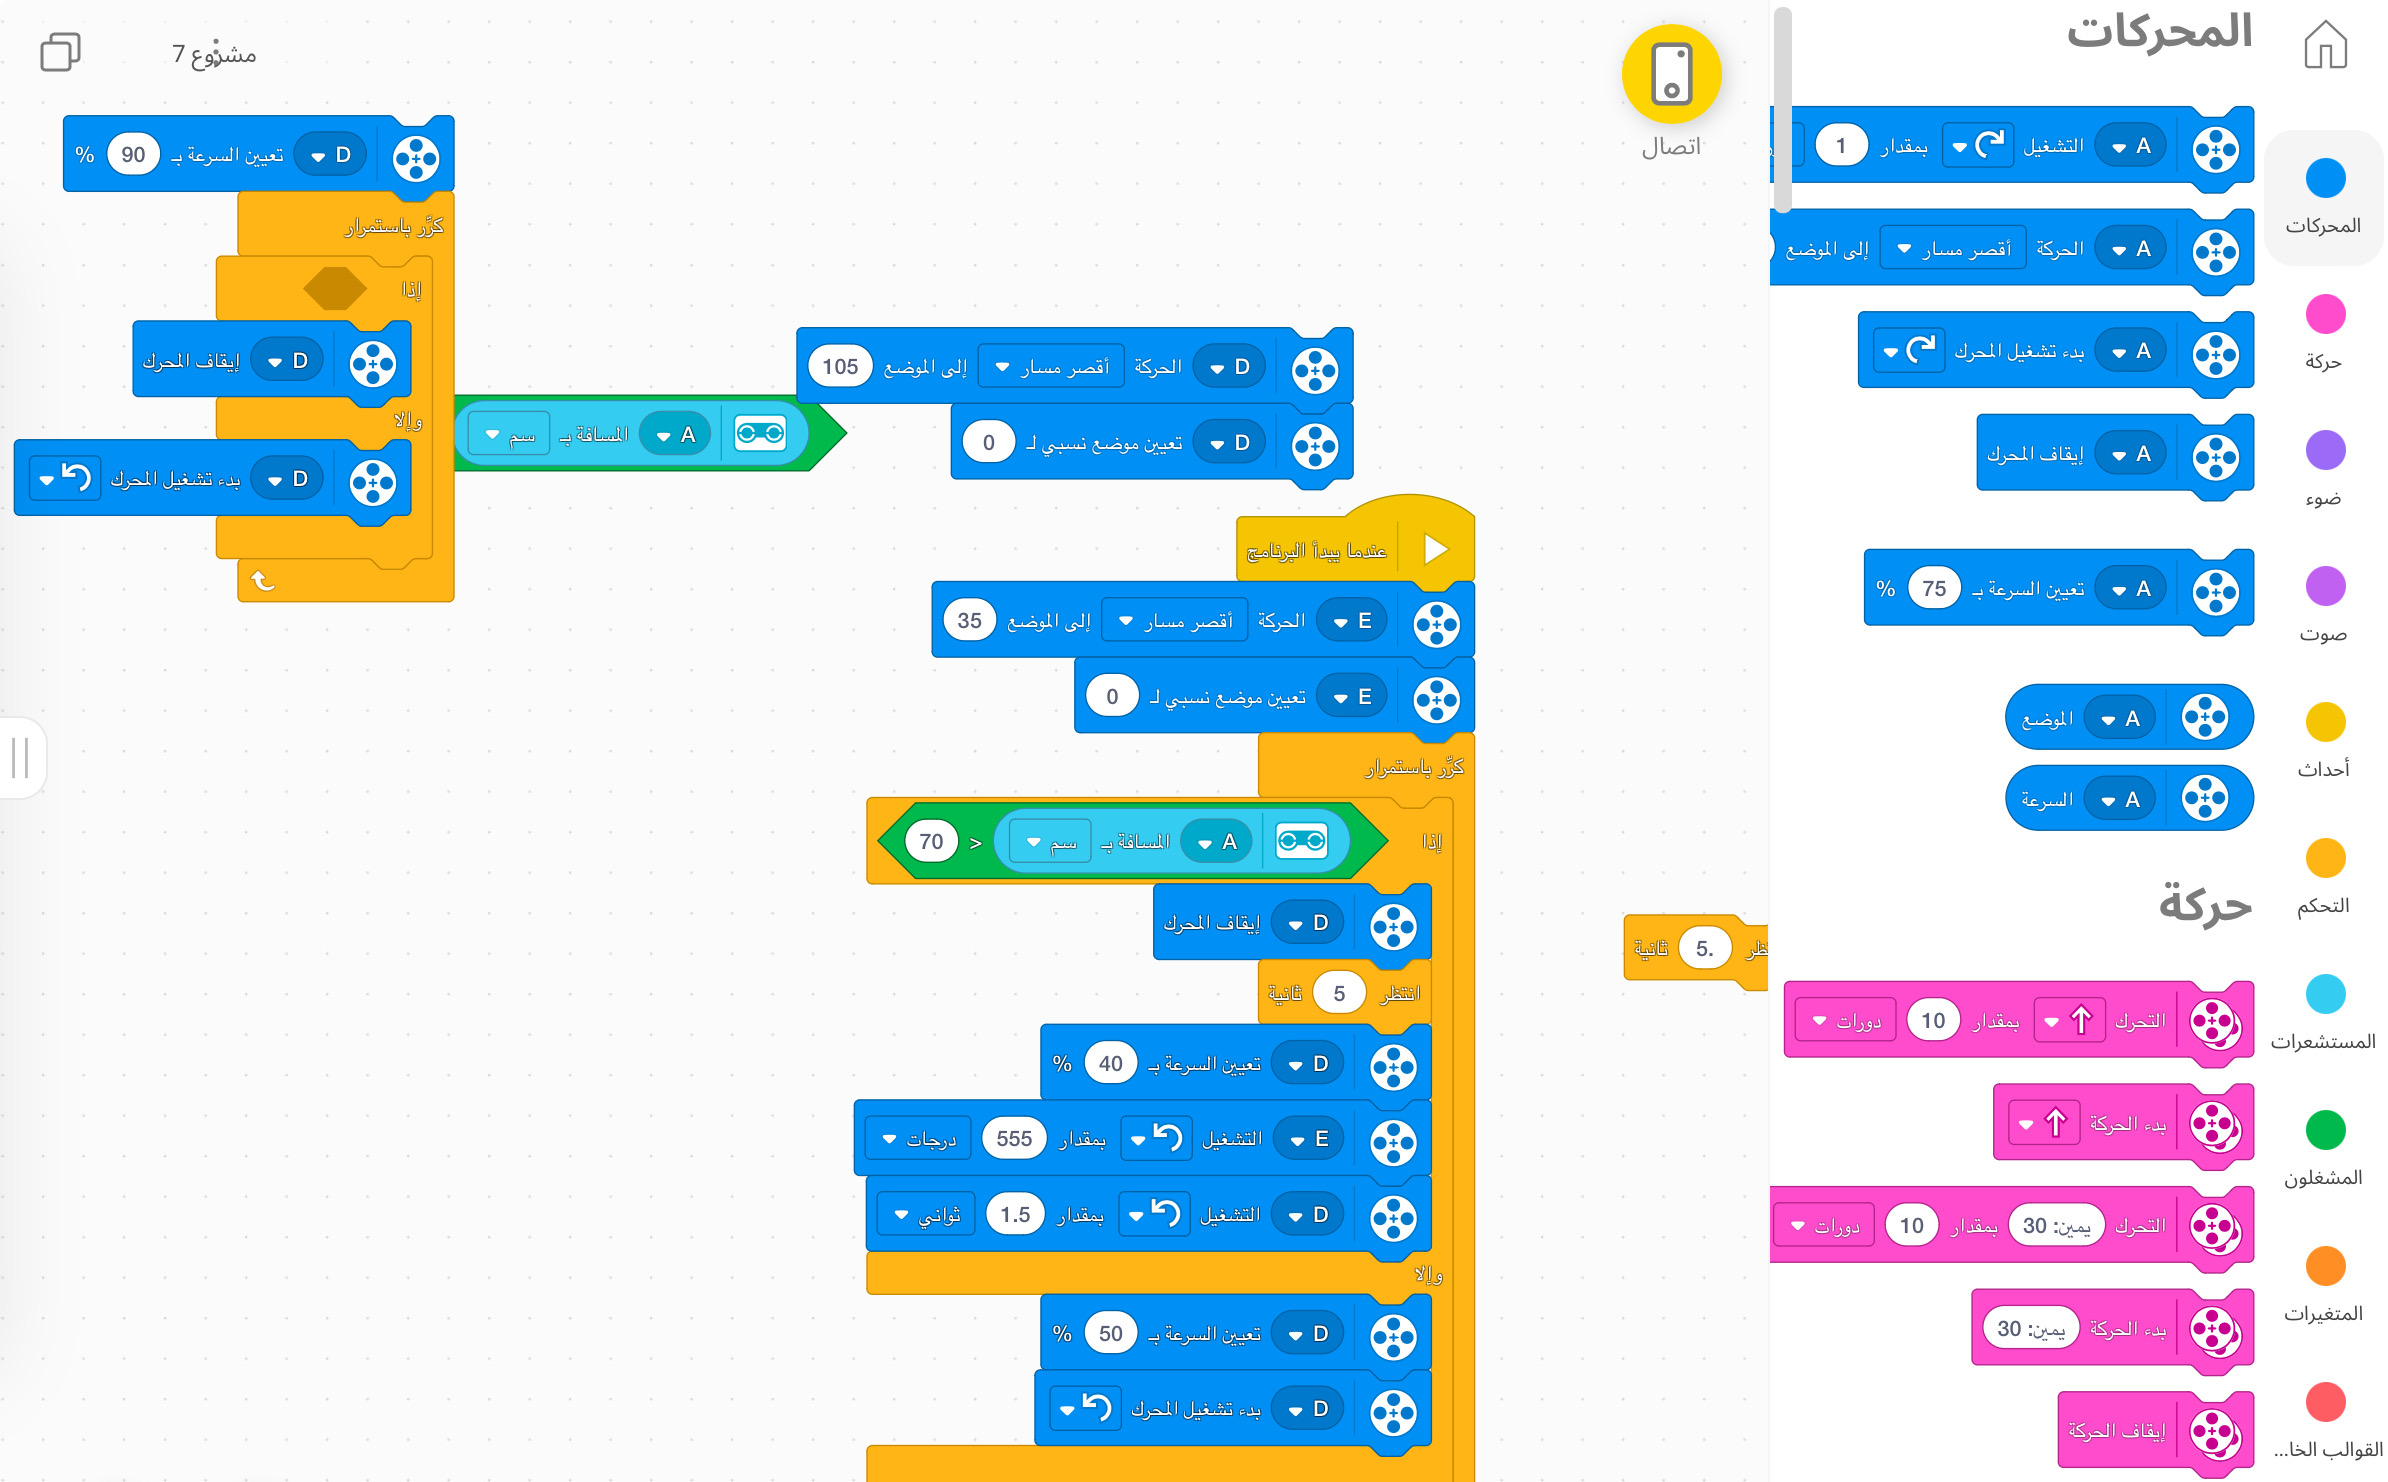 المحركات
A التشغيل بمقدار 1
A الحركة أقصر مسار إلى الموضع
A بدء تشغيل المحرك
A إيقاف المحرك
A تعيين السرعة بـ 75 %
A الموضع
A السرعة
حركة
التحرك بمقدار 10 دورات
بدء الحركة
التحرك يمين: 30 بمقدار 10 دورات
بدء الحركة يمين: 30
إيقاف الحركة
المحركات
حركة
ضوء
صوت
أحداث
التحكم
المستشعرات
المشغلون
المتغيرات
القوالب الخا...
اتصال
مشروع 7
D الحركة أقصر مسار إلى الموضع 105
D تعيين موضع نسبي لـ 0
A المسافة بـ سم
عندما يبدأ البرنامج
E الحركة أقصر مسار إلى الموضع 35
E تعيين موضع نسبي لـ 0
كرِّر باستمرار
إذا A المسافة بـ سم < 70
D إيقاف المحرك
انتظر 5 ثانية
D تعيين السرعة بـ 40 %
E التشغيل بمقدار 555 درجات
D التشغيل بمقدار 1.5 ثواني
وإلا
D تعيين السرعة بـ 50 %
D بدء تشغيل المحرك
.5 ثانية
D تعيين السرعة بـ 90 %
كرِّر باستمرار
إذا
D إيقاف المحرك
وإلا
D بدء تشغيل المحرك